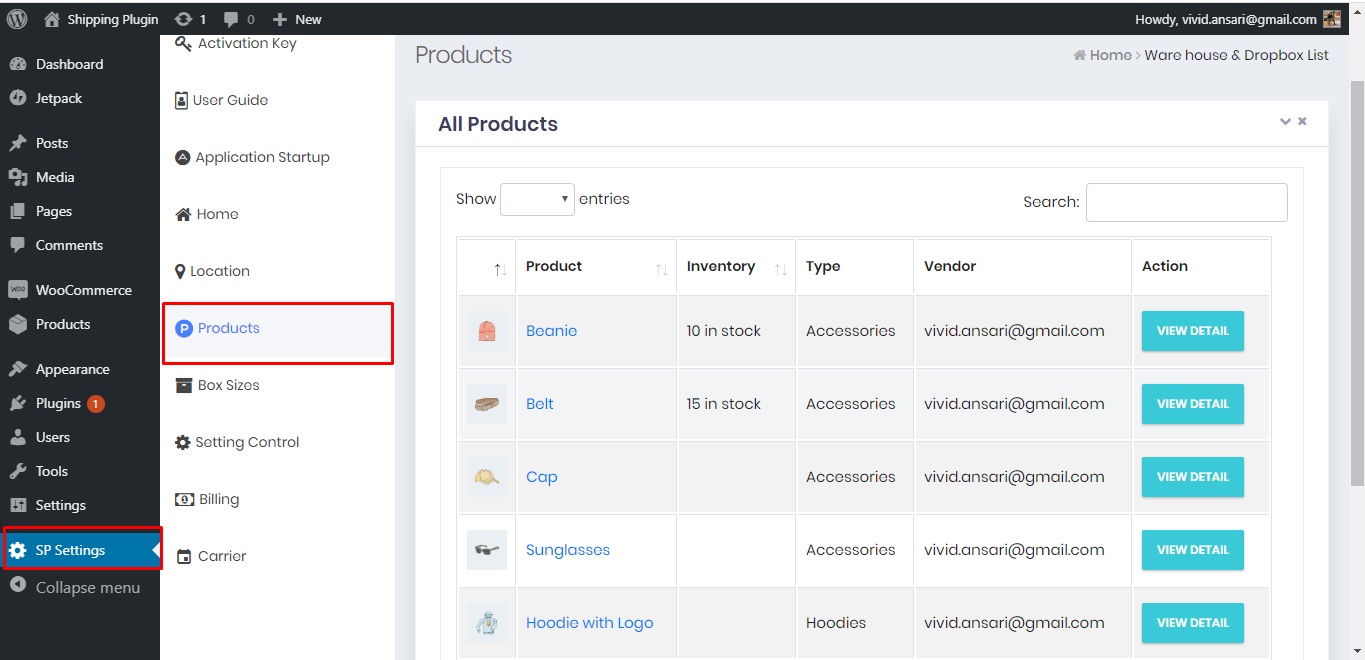 Shipping Plugin 1 0 New Howdy, vivid.ansari@gmail.com
Dashboard
Jetpack
Posts
Media
Pages
Comments
WOO WooCommerce
Products
Appearance
Plugins 1
Users
Tools
Settings
SP Settings
Collapse menu
Activation Key
User Guide
Application Startup
Home
Location
P Products
Box Sizes
Setting Control
Billing
Carrier
Products Home > Ware house & Dropbox List
All Products
Show entries Search:
Product Inventory Type Vendor Action
Beanie 10 in stock Accessories vivid.ansari@gmail.com VIEW DETAIL
Belt 15 in stock Accessories vivid.ansari@gmail.com VIEW DETAIL
Cap Accessories vivid.ansari@gmail.com VIEW DETAIL
Sunglasses Accessories vivid.ansari@gmail.com VIEW DETAIL
Hoodie with Logo Hoodies vivid.ansari@gmail.com VIEW DETAIL